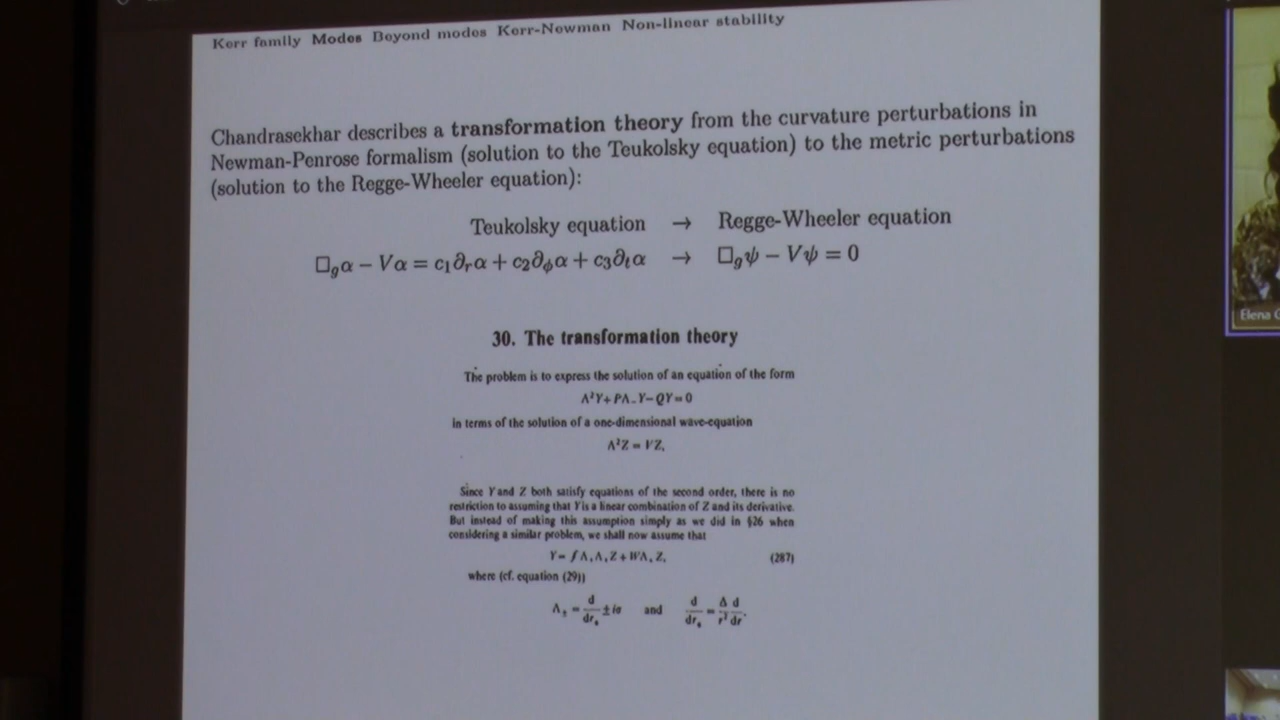 Kerr family Modes Beyond modes Kerr-Newman Non-linear stability
Chandrasekhar describes a transformation theory from the curvature perturbations in
Newman-Penrose formalism (solution to the Teukolsky equation) to the metric perturbations
(solution to the Regge-Wheeler equation):
Teukolsky equation → Regge-Wheeler equation
□gα − Vα = c₁∂rα + c₂∂ϕα + c₃∂tα → □gψ − Vψ = 0
30. The transformation theory
The problem is to express the solution of an equation of the form
Λ²Y+PΛ₋Y−QY=0
in terms of the solution of a one-dimensional wave-equation
Λ²Z = VZ,
Since Y and Z both satisfy equations of the second order, there is no
restriction to assuming that Y is a linear combination of Z and its derivative.
But instead of making this assumption simply as we did in §26 when
considering a similar problem, we shall now assume that
Y= fΛ₊Λ₊Z+WΛ₊Z, (287)
where (cf. equation (29))
Λ± = d/dr* ± iσ and d/dr* = Δ/r² d/dr.
Elena